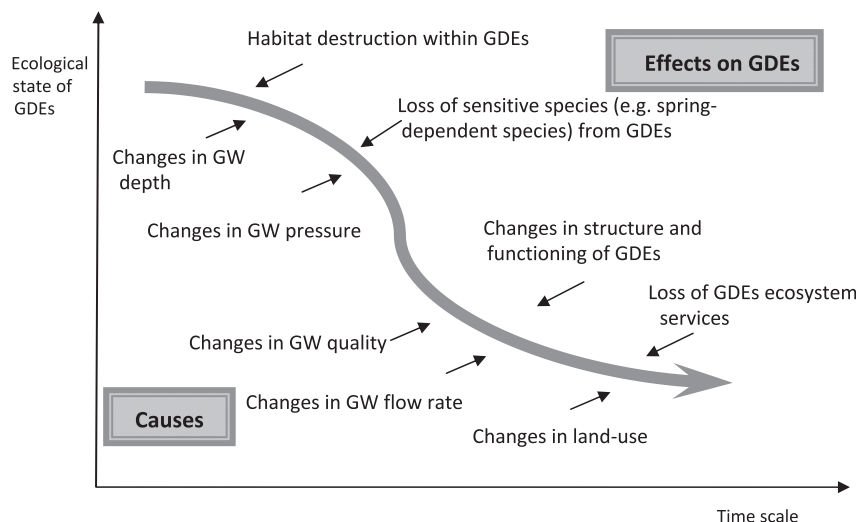 Ecological
state of
GDEs
Habitat destruction within GDEs
Effects on GDEs
Loss of sensitive species (e.g. spring-
dependent species) from GDEs
Changes in GW
depth
Changes in GW pressure
Changes in structure and
functioning of GDEs
Loss of GDEs ecosystem
services
Changes in GW quality
Changes in GW flow rate
Causes
Changes in land-use
Time scale